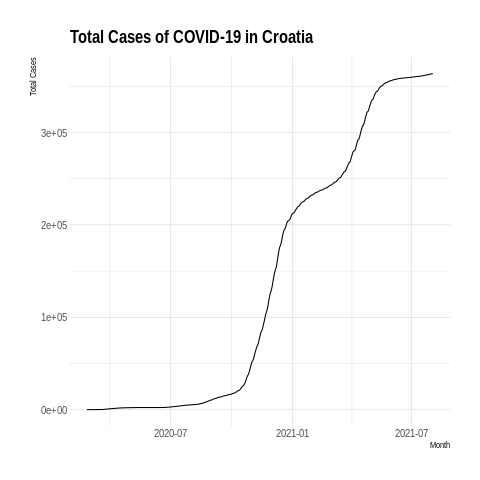 Total Cases of COVID-19 in Croatia
Total Cases
3e+05
2e+05
1e+05
0e+00
2020-07 2021-01 2021-07
Month